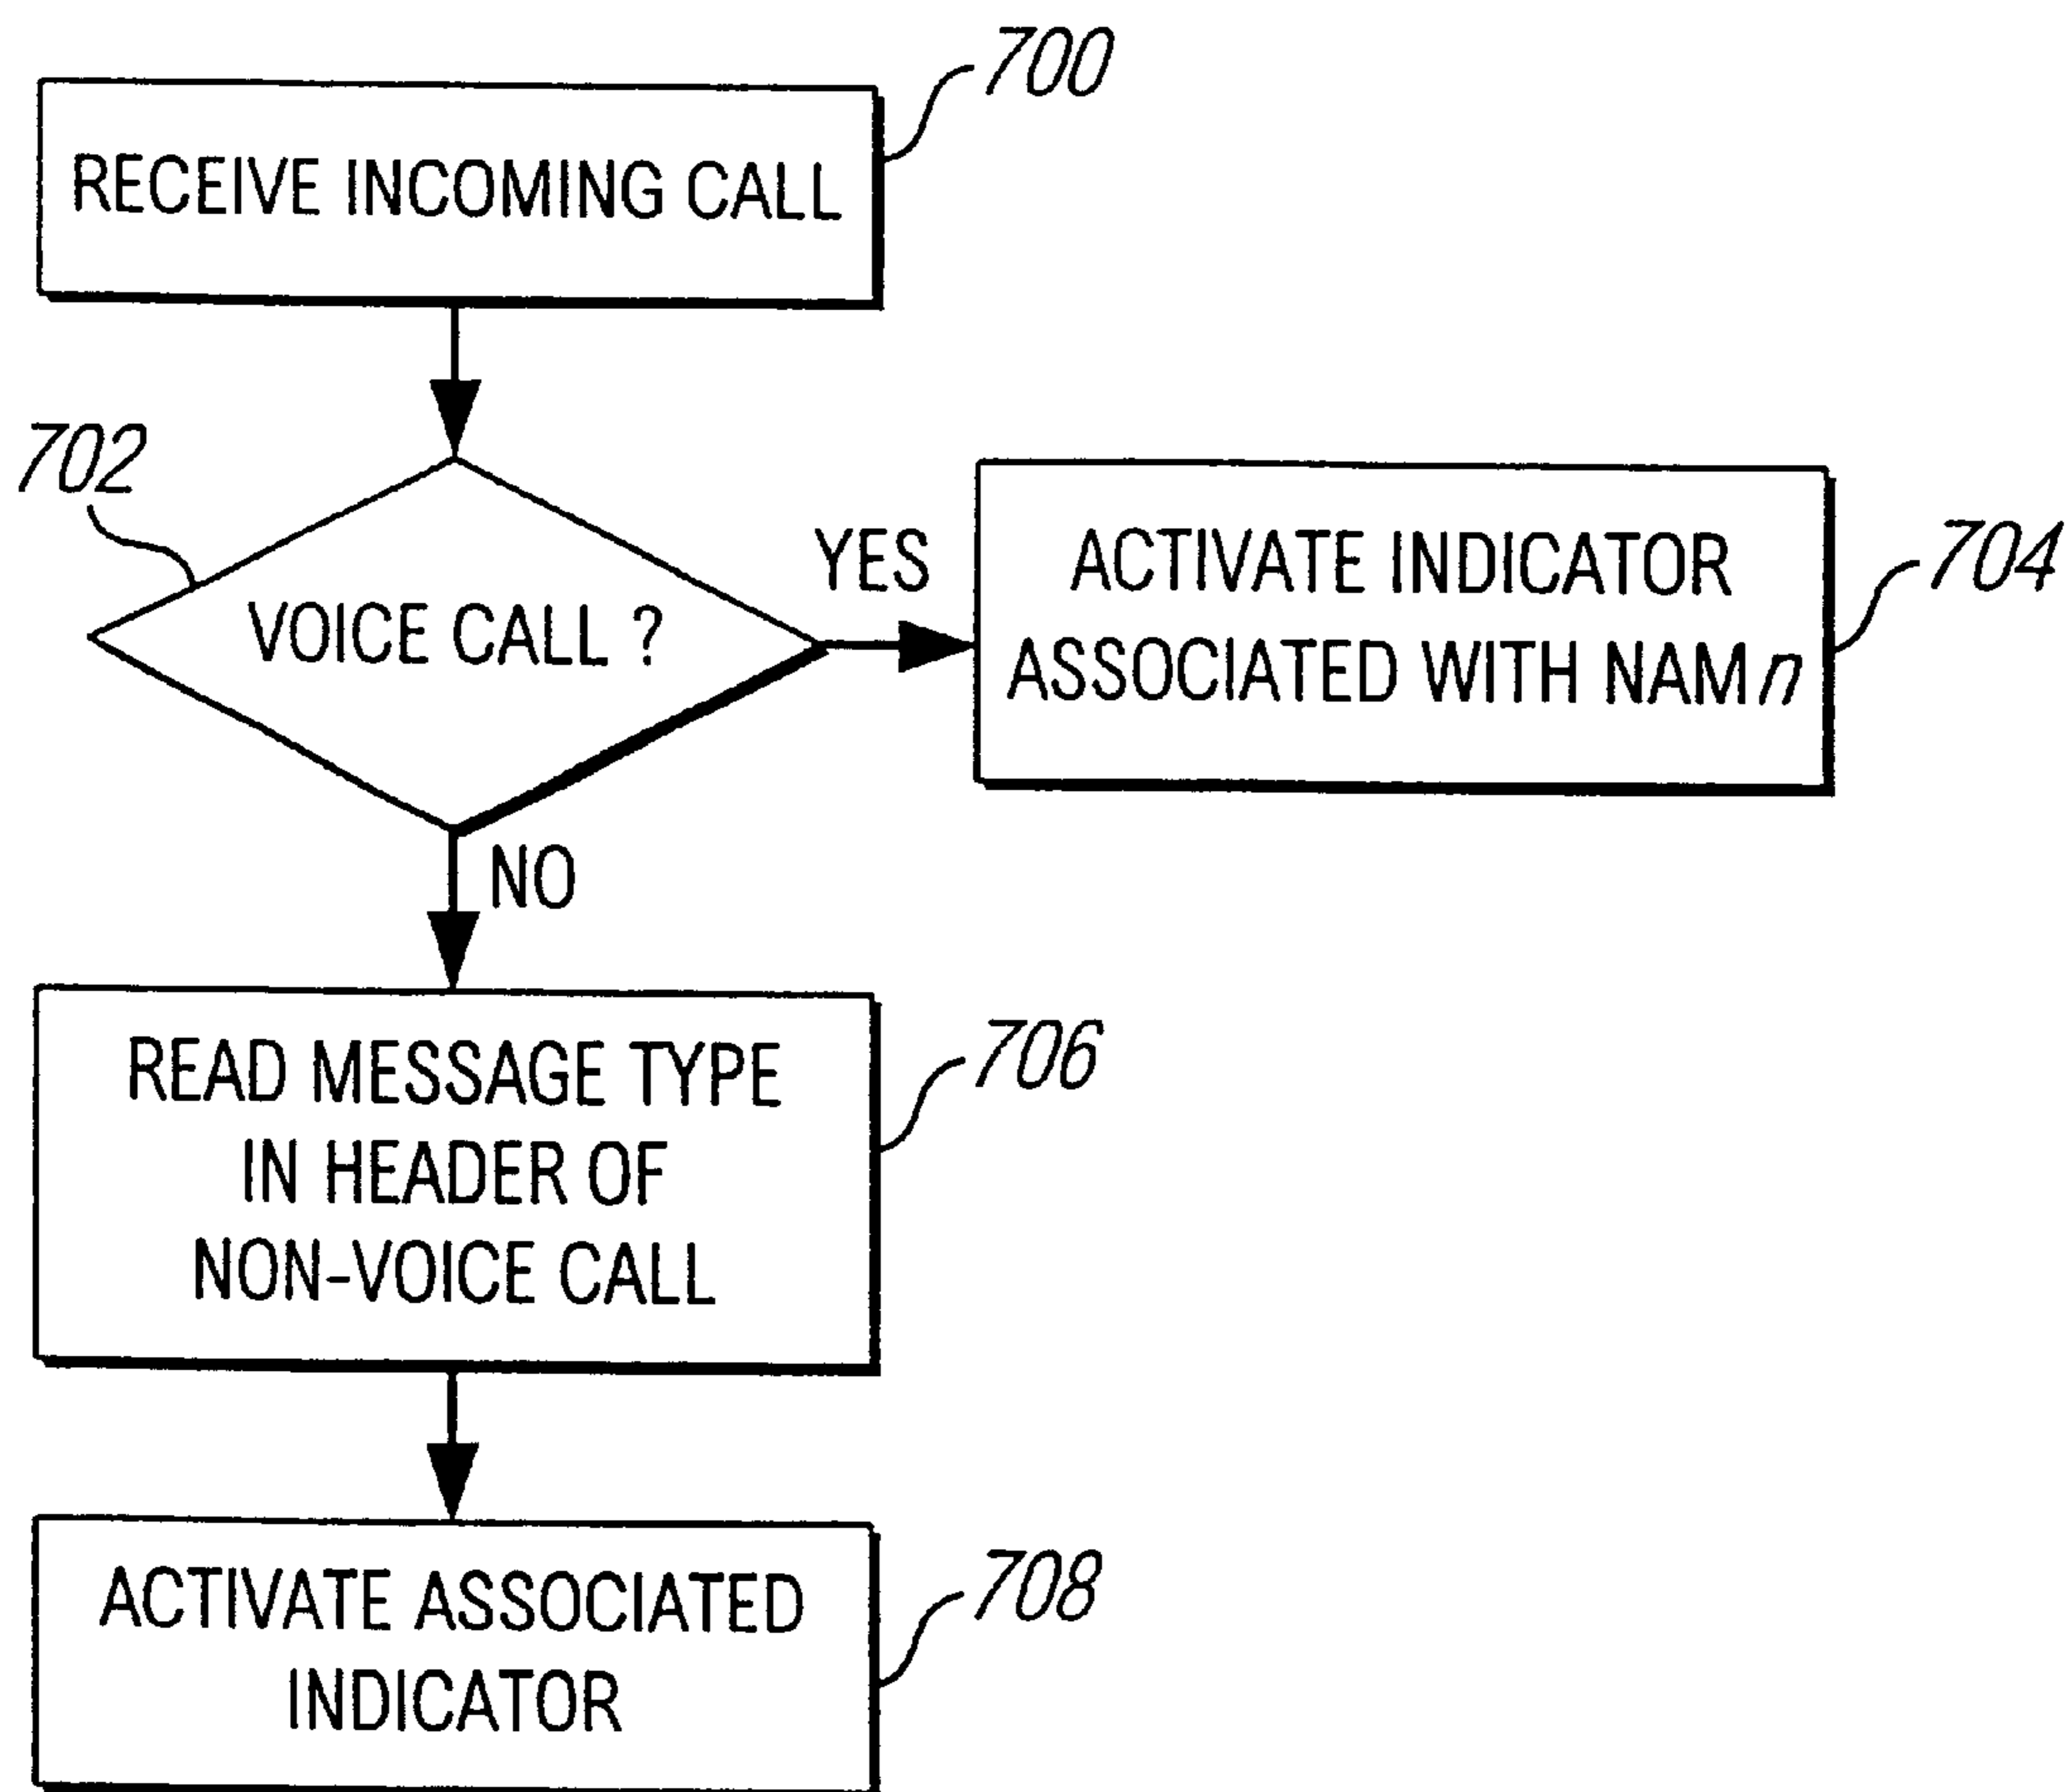 700
RECEIVE INCOMING CALL
702
VOICE CALL ?
YES
ACTIVATE INDICATOR
ASSOCIATED WITH NAM n
704
NO
READ MESSAGE TYPE
IN HEADER OF
NON-VOICE CALL
706
ACTIVATE ASSOCIATED
INDICATOR
708